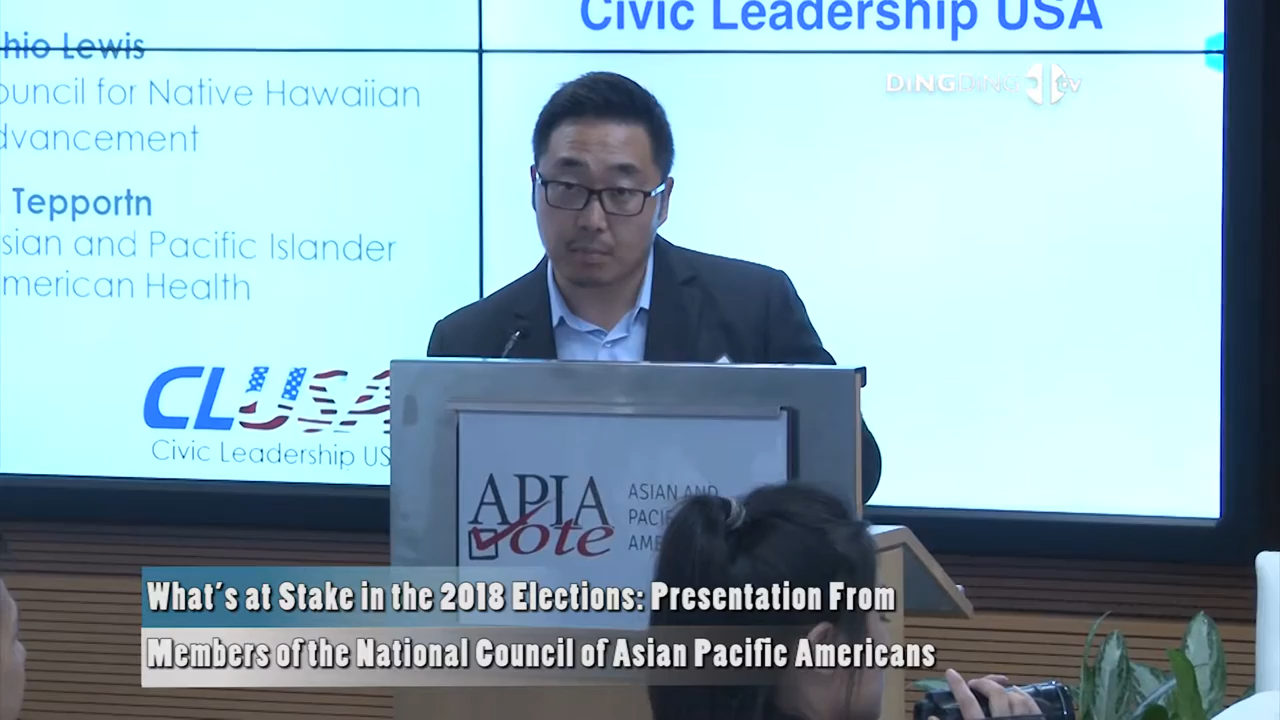 Civic Leadership USA
hio Lewis
ouncil for Native Hawaiian
dvancement
Tepportn
sian and Pacific Islander
merican Health
DINGDING TV
CLUSA
Civic Leadership US
APIA
Vote
ASIAN AND
PACI
AME
What's at Stake in the 2018 Elections: Presentation From
Members of the National Council of Asian Pacific Americans